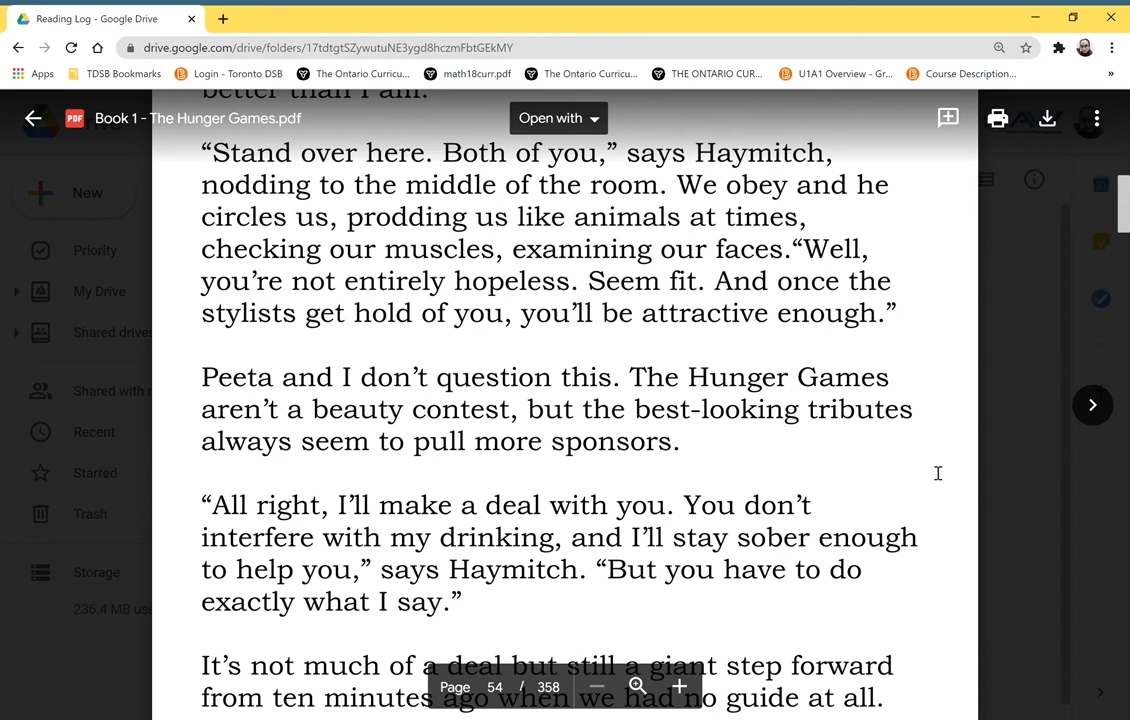 Reading Log - Google Drive
drive.google.com/drive/folders/17tdtgtSZywutuNE3ygd8hczmFbtGEkMY
Apps TDSB Bookmarks Login - Toronto DSB The Ontario Curricu... math18curr.pdf The Ontario Curricu... THE ONTARIO CUR... U1A1 Overview - Gr... Course Description... »
better than I am.
PDF Book 1 - The Hunger Games.pdf Open with
“Stand over here. Both of you,” says Haymitch,
nodding to the middle of the room. We obey and he
circles us, prodding us like animals at times,
checking our muscles, examining our faces.“Well,
you’re not entirely hopeless. Seem fit. And once the
stylists get hold of you, you’ll be attractive enough.”
Peeta and I don’t question this. The Hunger Games
aren’t a beauty contest, but the best-looking tributes
always seem to pull more sponsors.
“All right, I’ll make a deal with you. You don’t
interfere with my drinking, and I’ll stay sober enough
to help you,” says Haymitch. “But you have to do
exactly what I say.”
It’s not much of a deal but still a giant step forward
from ten minutes ago when we had no guide at all.
Page 54 / 358
New
Priority
My Drive
Shared drives
Shared with
Recent
Starred
Trash
Storage
236.4 MB